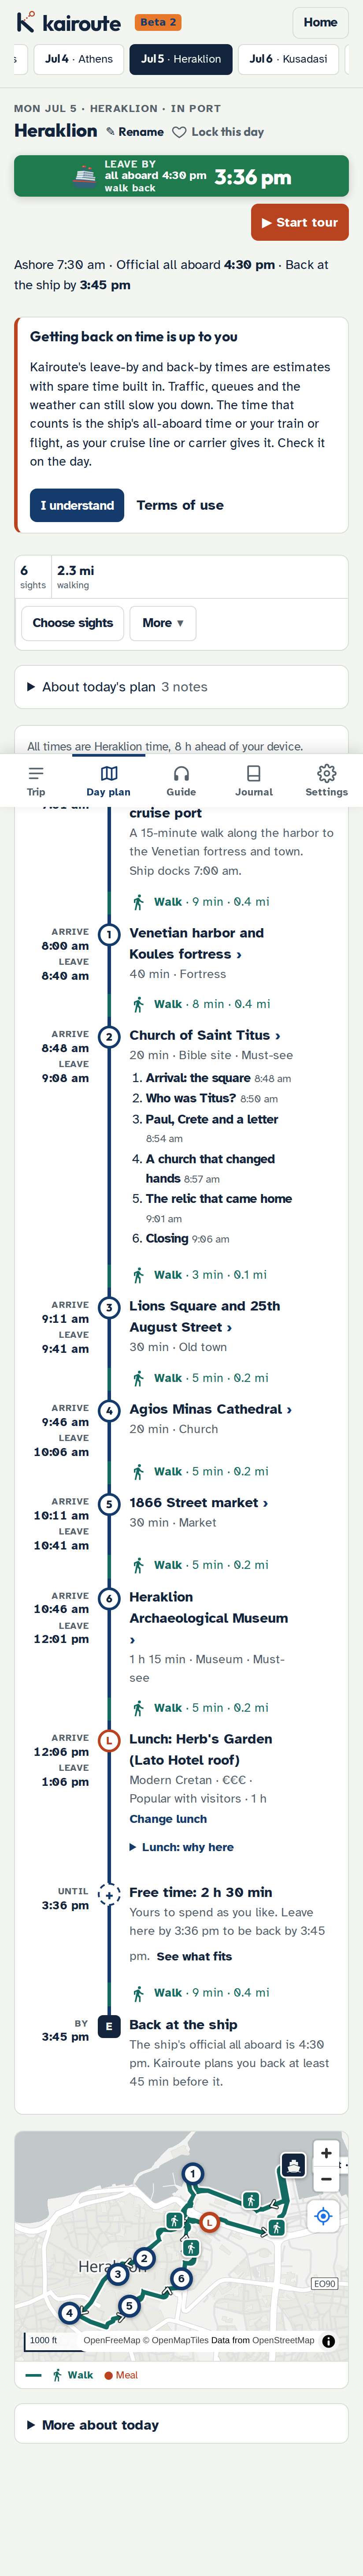 kairoute Beta 2 Home
s Jul 4 · Athens Jul 5 · Heraklion Jul 6 · Kusadasi
MON JUL 5 · HERAKLION · IN PORT
Heraklion ✎ Rename Lock this day
LEAVE BY
all aboard 4:30 pm 3:36 pm
walk back
▶ Start tour
Ashore 7:30 am · Official all aboard 4:30 pm · Back at
the ship by 3:45 pm
Getting back on time is up to you
Kairoute's leave-by and back-by times are estimates
with spare time built in. Traffic, queues and the
weather can still slow you down. The time that
counts is the ship's all-aboard time or your train or
flight, as your cruise line or carrier gives it. Check it
on the day.
I understand Terms of use
6 2.3 mi
sights walking
Choose sights More ▾
▶ About today's plan 3 notes
All times are Heraklion time, 8 h ahead of your device.
Trip Day plan Guide Journal Settings
cruise port
A 15-minute walk along the harbor to
the Venetian fortress and town.
Ship docks 7:00 am.
Walk · 9 min · 0.4 mi
ARRIVE 1 Venetian harbor and
8:00 am Koules fortress ›
LEAVE
8:40 am 40 min · Fortress
Walk · 8 min · 0.4 mi
ARRIVE 2 Church of Saint Titus ›
8:48 am 20 min · Bible site · Must-see
LEAVE
9:08 am 1. Arrival: the square 8:48 am
2. Who was Titus? 8:50 am
3. Paul, Crete and a letter
8:54 am
4. A church that changed
hands 8:57 am
5. The relic that came home
9:01 am
6. Closing 9:06 am
Walk · 3 min · 0.1 mi
ARRIVE 3 Lions Square and 25th
9:11 am August Street ›
LEAVE
9:41 am 30 min · Old town
Walk · 5 min · 0.2 mi
ARRIVE 4 Agios Minas Cathedral ›
9:46 am 20 min · Church
LEAVE
10:06 am
Walk · 5 min · 0.2 mi
ARRIVE 5 1866 Street market ›
10:11 am 30 min · Market
LEAVE
10:41 am
Walk · 5 min · 0.2 mi
ARRIVE 6 Heraklion
10:46 am Archaeological Museum
LEAVE ›
12:01 pm 1 h 15 min · Museum · Must-
see
Walk · 5 min · 0.2 mi
ARRIVE L Lunch: Herb's Garden
12:06 pm (Lato Hotel roof)
LEAVE Modern Cretan · €€€ ·
1:06 pm Popular with visitors · 1 h
Change lunch
▶ Lunch: why here
UNTIL + Free time: 2 h 30 min
3:36 pm Yours to spend as you like. Leave
here by 3:36 pm to be back by 3:45
pm. See what fits
Walk · 9 min · 0.4 mi
BY E Back at the ship
3:45 pm The ship's official all aboard is 4:30
pm. Kairoute plans you back at least
45 min before it.
1
L
2
3
6
5
4
+
−
EO90
1000 ft OpenFreeMap © OpenMapTiles Data from OpenStreetMap
Walk Meal
▶ More about today